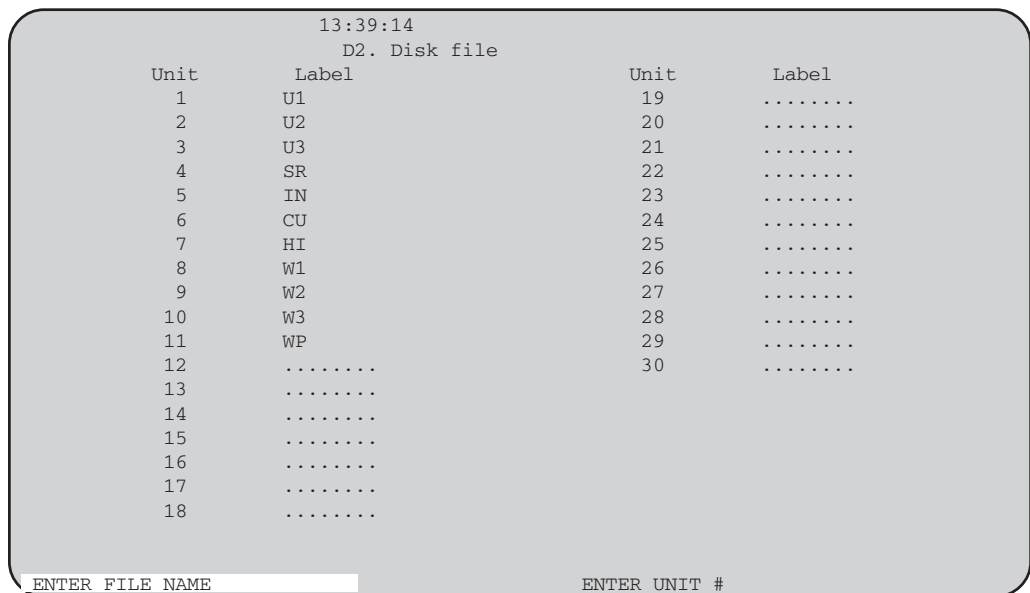 13:39:14
D2. Disk file
Unit Label Unit Label
1 U1 19 ........
2 U2 20 ........
3 U3 21 ........
4 SR 22 ........
5 IN 23 ........
6 CU 24 ........
7 HI 25 ........
8 W1 26 ........
9 W2 27 ........
10 W3 28 ........
11 WP 29 ........
12 ........ 30 ........
13 ........
14 ........
15 ........
16 ........
17 ........
18 ........
ENTER FILE NAME ENTER UNIT #